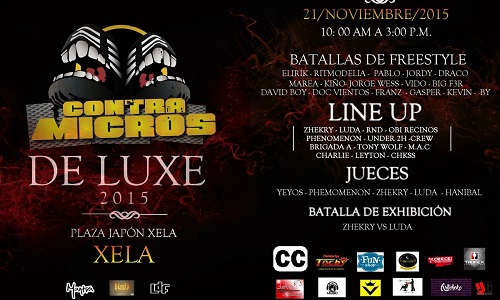 CONTRA
MICROS
DE LUXE
2015
PLAZA JAPÓN XELA
XELA
21/NOVIEMBRE/2015
10: 00 AM A 3:00 P.M.
BATALLAS DE FREESTYLE
ELIRIK - RITMODELIA - PABLO - JORDY - DRACO
MAREA - KIÑO- JORGE WESS - VIDO - BIG F3R
DAVID BOY - DOC VIENTOS - FRANZ - GASPER - KEVIN - BY
LINE UP
ZHEKRY - LUDA - RND - OBI RECINOS
PHENOMENON - UNDER 2H - CREW
BRIGADA A - TONY WOLF - M.A.C
CHARLIE - LEYTON - CHKSS
JUECES
YEYOS - PHEMOMENON - ZHEKRY - LUDA - HANIBAL
BATALLA DE EXHIBICIÓN
ZHEKRY VS LUDA
CC
FUN